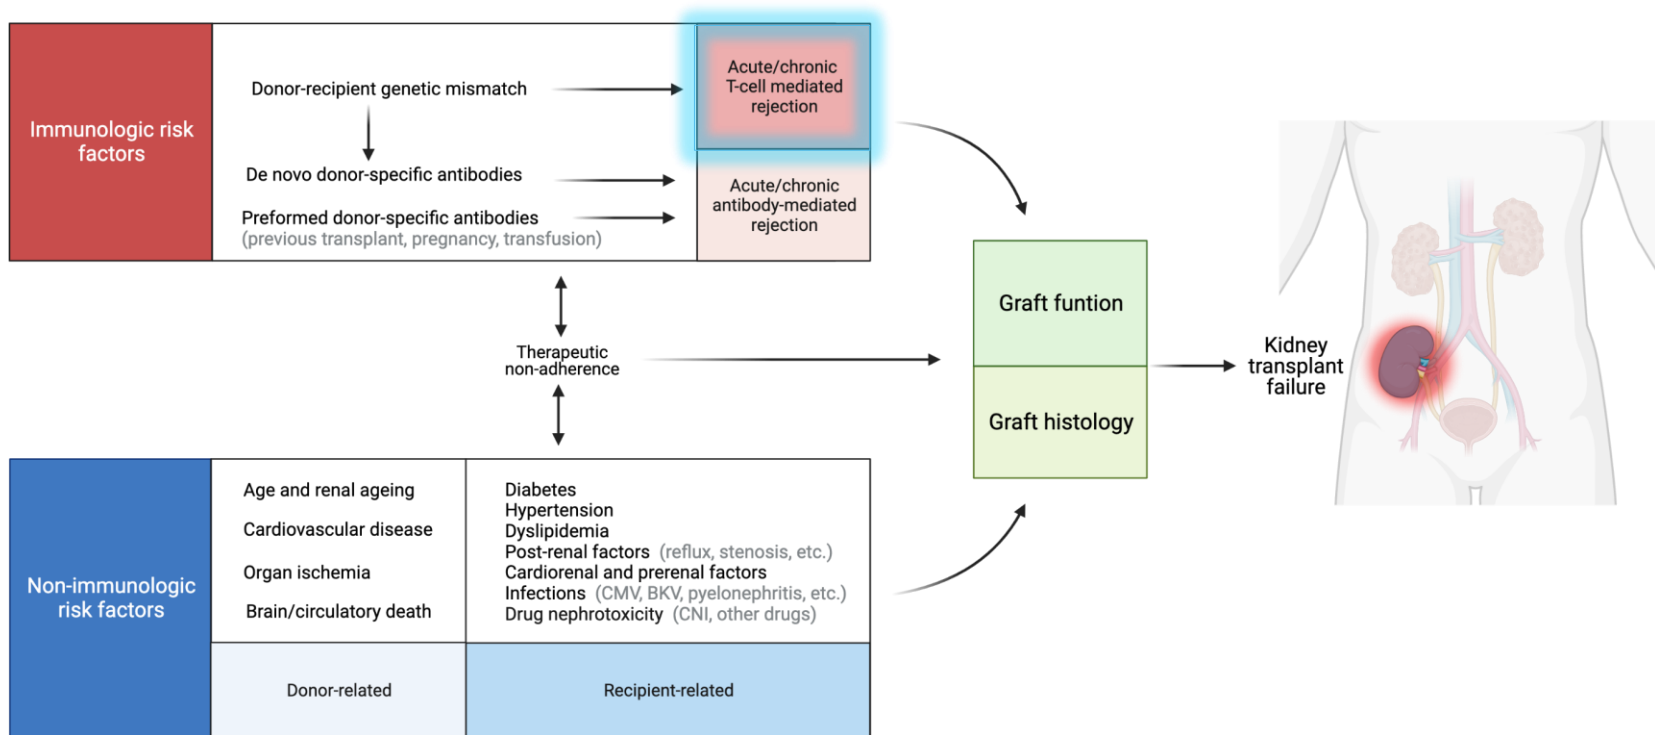 Immunologic risk
factors
Donor-recipient genetic mismatch
De novo donor-specific antibodies
Preformed donor-specific antibodies
(previous transplant, pregnancy, transfusion)
Acute/chronic
T-cell mediated
rejection
Acute/chronic
antibody-mediated
rejection
Therapeutic
non-adherence
Graft funtion
Graft histology
Kidney
transplant
failure
Non-immunologic
risk factors
Age and renal ageing
Cardiovascular disease
Organ ischemia
Brain/circulatory death
Donor-related
Diabetes
Hypertension
Dyslipidemia
Post-renal factors (reflux, stenosis, etc.)
Cardiorenal and prerenal factors
Infections (CMV, BKV, pyelonephritis, etc.)
Drug nephrotoxicity (CNI, other drugs)
Recipient-related